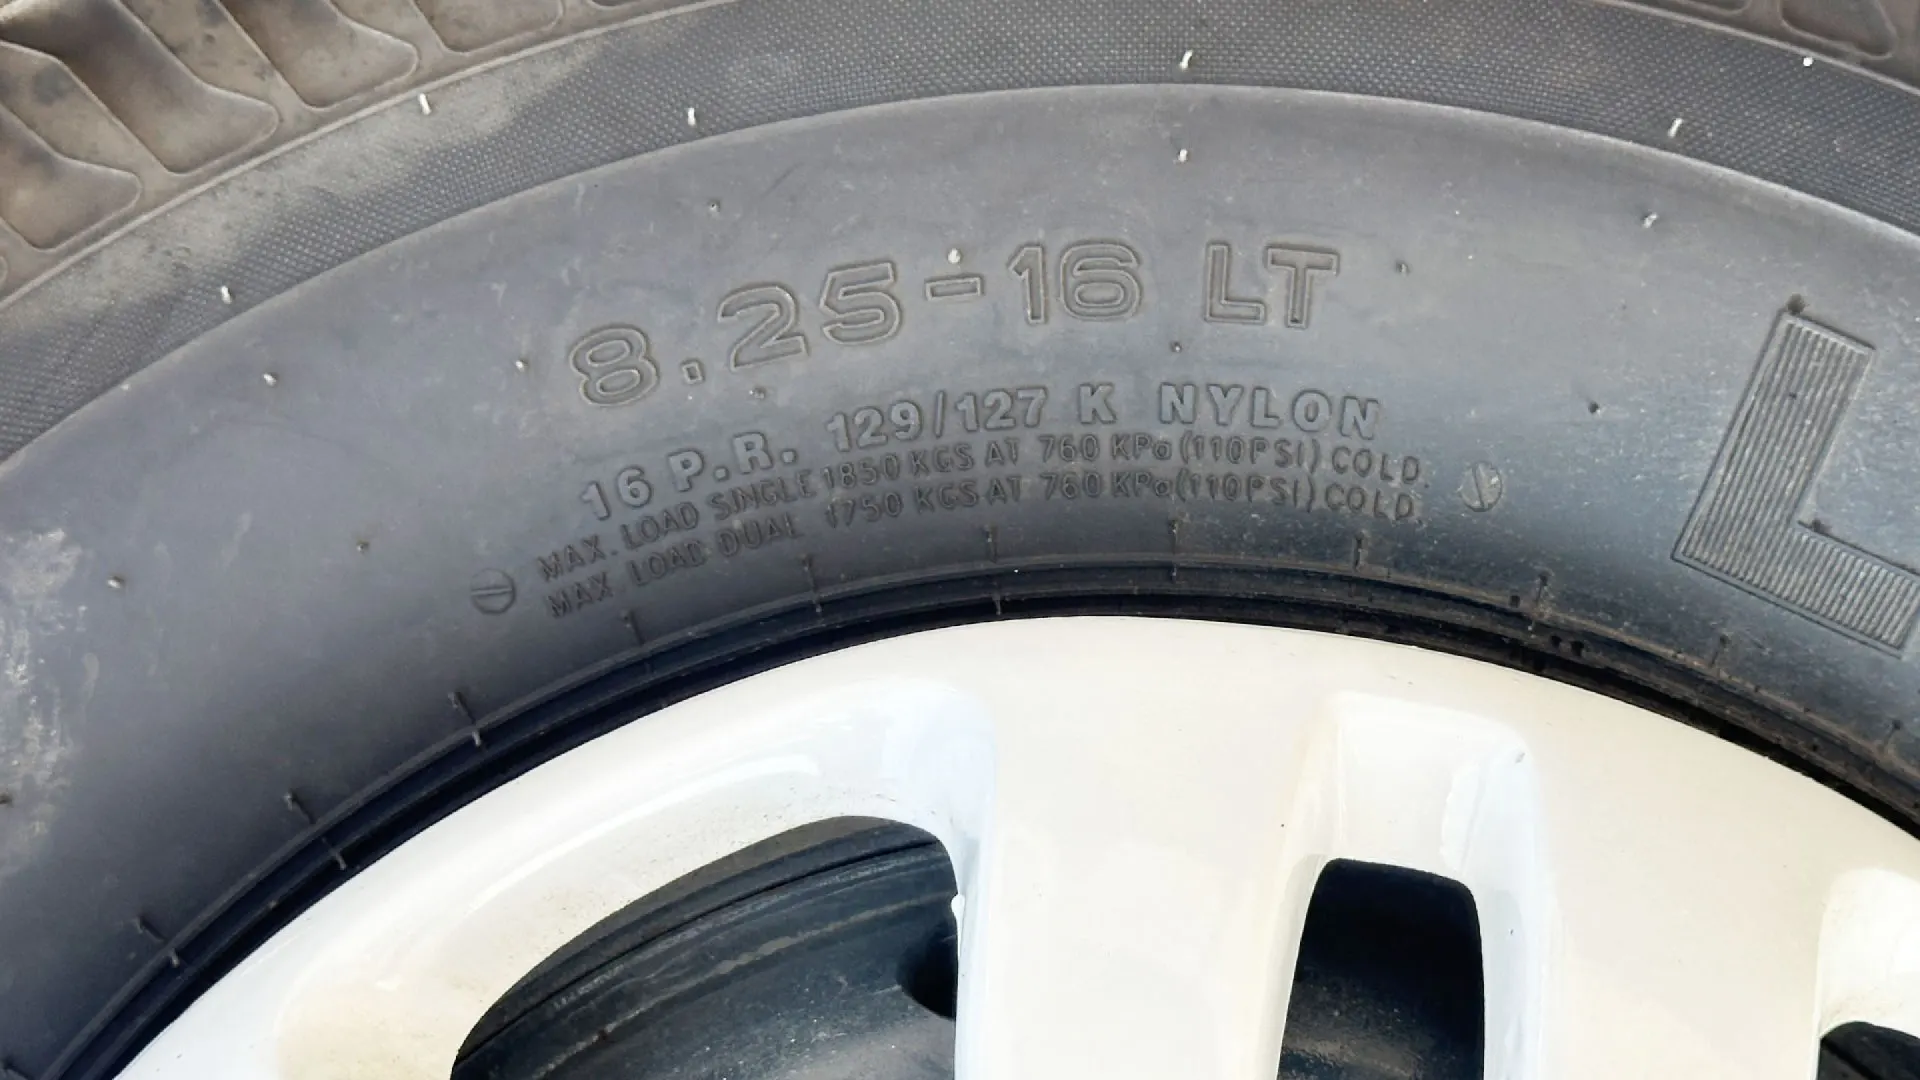 8.25-16 LT
16 P.R. 129/127 K NYLON
MAX. LOAD SINGLE 1850 KGS AT 760 KPa (110PSI) COLD.
MAX. LOAD DUAL 1750 KGS AT 760 KPa (110PSI) COLD.
L